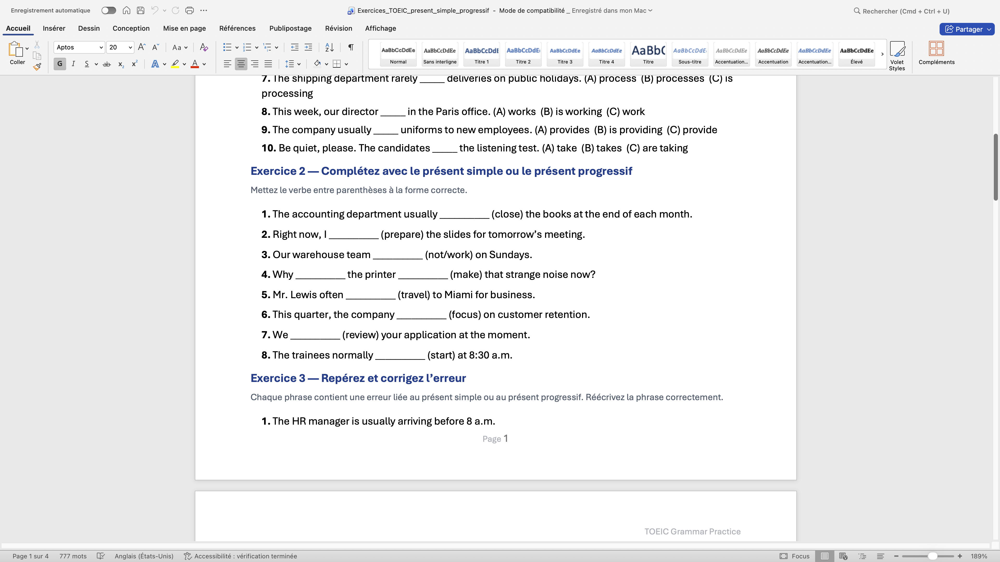 Enregistrement automatique
Exercices_TOEIC_present_simple_progressif - Mode de compatibilité _ Enregistré dans mon Mac
Rechercher (Cmd + Ctrl + U)
Accueil Insérer Dessin Conception Mise en page Références Publipostage Révision Affichage
Partager
Coller
Aptos 20
AaBbCcDdEe Normal
AaBbCcDdEe Sans interligne
AaBbCcDdE Titre 1
AaBbCcDdE Titre 2
AaBbCcDdEe Titre 3
AaBbCcDdEe Titre 4
AaBbC Titre
AaBbCcDdE Sous-titre
AaBbCcDdEe Accentuation...
AaBbCcDdEe Accentuation
AaBbCcDdEe Accentuation...
AaBbCcDdEe Élevé
Volet Styles
Compléments
7. The shipping department rarely _____ deliveries on public holidays. (A) process (B) processes (C) is
processing
8. This week, our director _____ in the Paris office. (A) works (B) is working (C) work
9. The company usually _____ uniforms to new employees. (A) provides (B) is providing (C) provide
10. Be quiet, please. The candidates _____ the listening test. (A) take (B) takes (C) are taking
Exercice 2 — Complétez avec le présent simple ou le présent progressif
Mettez le verbe entre parenthèses à la forme correcte.
1. The accounting department usually __________ (close) the books at the end of each month.
2. Right now, I __________ (prepare) the slides for tomorrow’s meeting.
3. Our warehouse team __________ (not/work) on Sundays.
4. Why __________ the printer __________ (make) that strange noise now?
5. Mr. Lewis often __________ (travel) to Miami for business.
6. This quarter, the company __________ (focus) on customer retention.
7. We __________ (review) your application at the moment.
8. The trainees normally __________ (start) at 8:30 a.m.
Exercice 3 — Repérez et corrigez l’erreur
Chaque phrase contient une erreur liée au présent simple ou au présent progressif. Réécrivez la phrase correctement.
1. The HR manager is usually arriving before 8 a.m.
Page 1
TOEIC Grammar Practice
Page 1 sur 4 777 mots Anglais (États-Unis) Accessibilité : vérification terminée Focus 189%